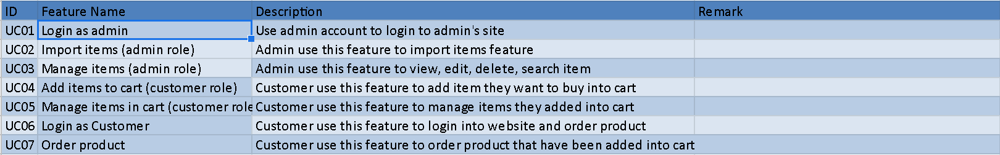 ID Feature Name Description Remark
UC01 Login as admin Use admin account to login to admin's site
UC02 Import items (admin role) Admin use this feature to import items feature
UC03 Manage items (admin role) Admin use this feature to view, edit, delete, search item
UC04 Add items to cart (customer role) Customer use this feature to add item they want to buy into cart
UC05 Manage items in cart (customer role Customer use this feature to manage items they added into cart
UC06 Login as Customer Customer use this feature to login into website and order product
UC07 Order product Customer use this feature to order product that have been added into cart